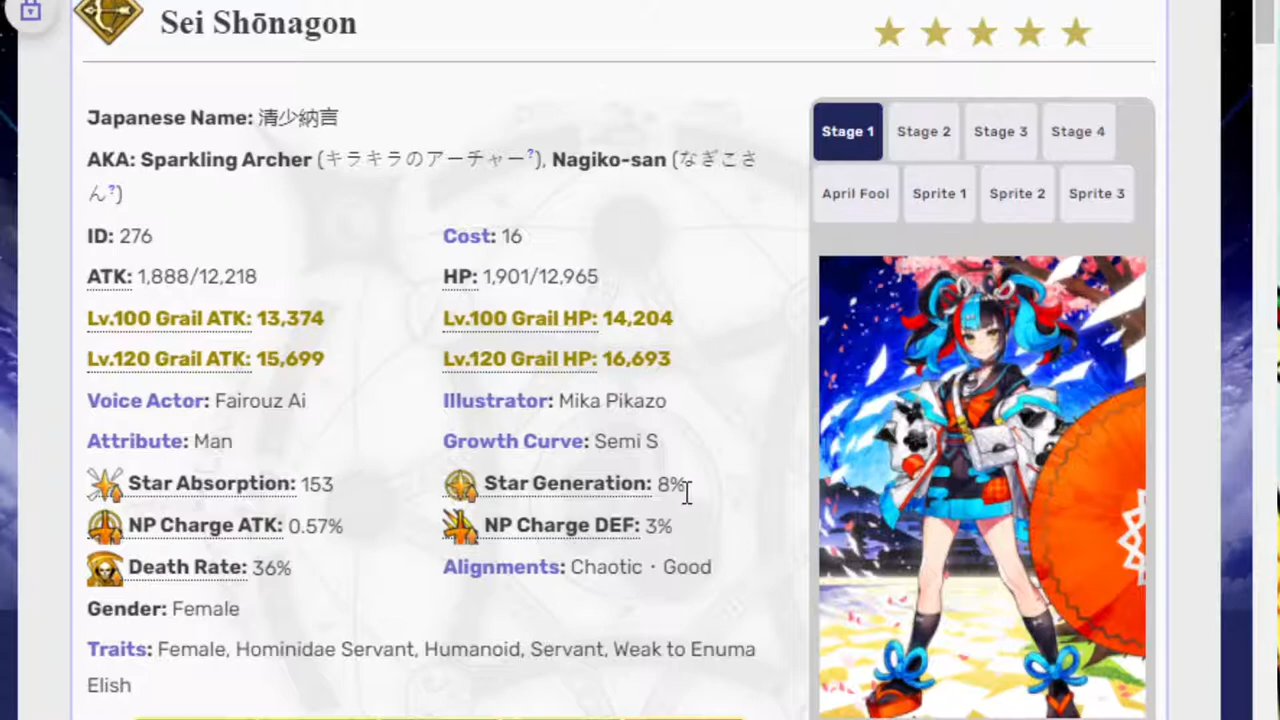 Sei Shōnagon
Japanese Name: 清少納言
AKA: Sparkling Archer (キラキラのアーチャー?), Nagiko-san (なぎこさ
ん?)
ID: 276
Cost: 16
ATK: 1,888/12,218
HP: 1,901/12,965
Lv.100 Grail ATK: 13,374
Lv.100 Grail HP: 14,204
Lv.120 Grail ATK: 15,699
Lv.120 Grail HP: 16,693
Voice Actor: Fairouz Ai
Illustrator: Mika Pikazo
Attribute: Man
Growth Curve: Semi S
Star Absorption: 153
Star Generation: 8%
NP Charge ATK: 0.57%
NP Charge DEF: 3%
Death Rate: 36%
Alignments: Chaotic・Good
Gender: Female
Traits: Female, Hominidae Servant, Humanoid, Servant, Weak to Enuma
Elish
Stage 1
Stage 2
Stage 3
Stage 4
April Fool
Sprite 1
Sprite 2
Sprite 3